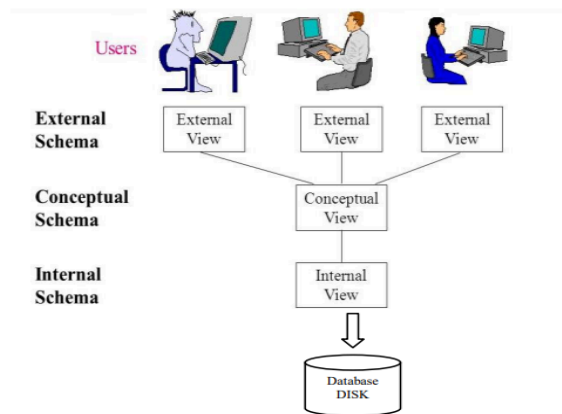 Users
External
Schema
External
View
External
View
External
View
Conceptual
Schema
Conceptual
View
Internal
Schema
Internal
View
Database
DISK